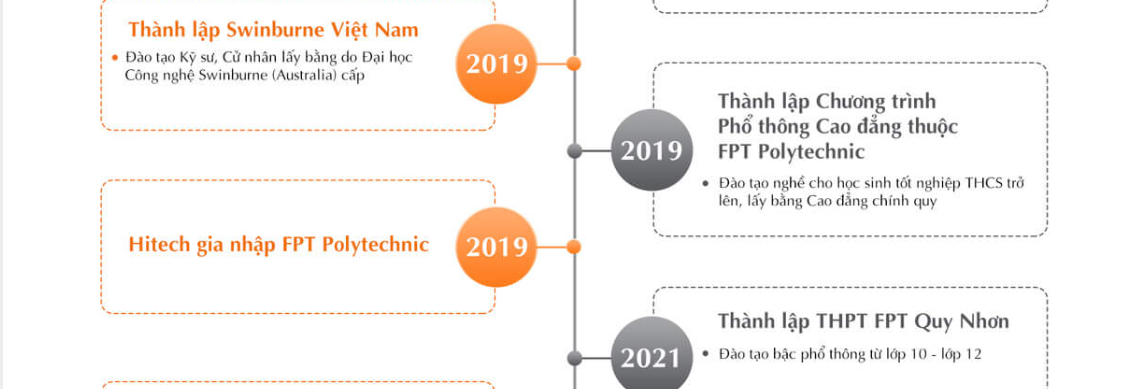 Thành lập Swinburne Việt Nam
• Đào tạo Kỹ sư, Cử nhân lấy bằng do Đại học
Công nghệ Swinburne (Australia) cấp
2019
Thành lập Chương trình
Phổ thông Cao đẳng thuộc
FPT Polytechnic
• Đào tạo nghề cho học sinh tốt nghiệp THCS trở
lên, lấy bằng Cao đẳng chính quy
2019
Hitech gia nhập FPT Polytechnic
2019
Thành lập THPT FPT Quy Nhơn
• Đào tạo bậc phổ thông từ lớp 10 - lớp 12
2021